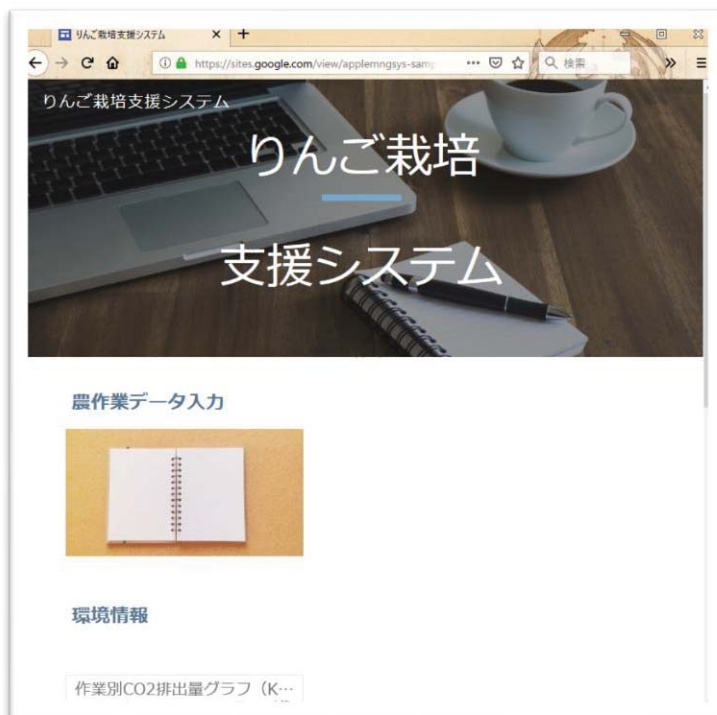 りんご栽培支援システム
https://sites.google.com/view/applemngsys-samp
検索
りんご栽培支援システム
りんご栽培
支援システム
農作業データ入力
環境情報
作業別CO2排出量グラフ（K…